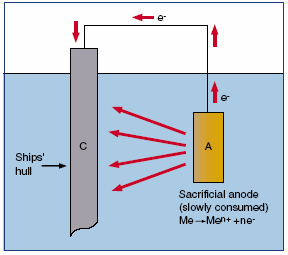 e-
e-
C
A
Ships'
hull
Sacrificial anode
(slowly consumed)
Me→Meⁿ⁺ +ne⁻